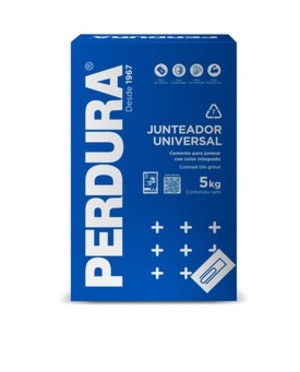 PERDURA®
Desde 1967
JUNTEADOR
UNIVERSAL
Cemento para juntear
con color integrado
Colored tile grout
5kg
Contenido neto